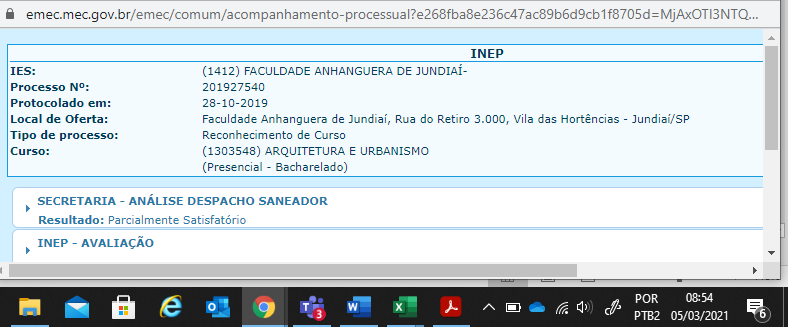 emec.mec.gov.br/emec/comum/acompanhamento-processual?e268fba8e236c47ac89b6d9cb1f8705d=MjAxOTI3NTQ...
INEP
IES: (1412) FACULDADE ANHANGUERA DE JUNDIAÍ-
Processo Nº: 201927540
Protocolado em: 28-10-2019
Local de Oferta: Faculdade Anhanguera de Jundiaí, Rua do Retiro 3.000, Vila das Hortências - Jundiaí/SP
Tipo de processo: Reconhecimento de Curso
Curso: (1303548) ARQUITETURA E URBANISMO
(Presencial - Bacharelado)
SECRETARIA - ANÁLISE DESPACHO SANEADOR
Resultado: Parcialmente Satisfatório
INEP - AVALIAÇÃO
POR 08:54
PTB2 05/03/2021
3
6